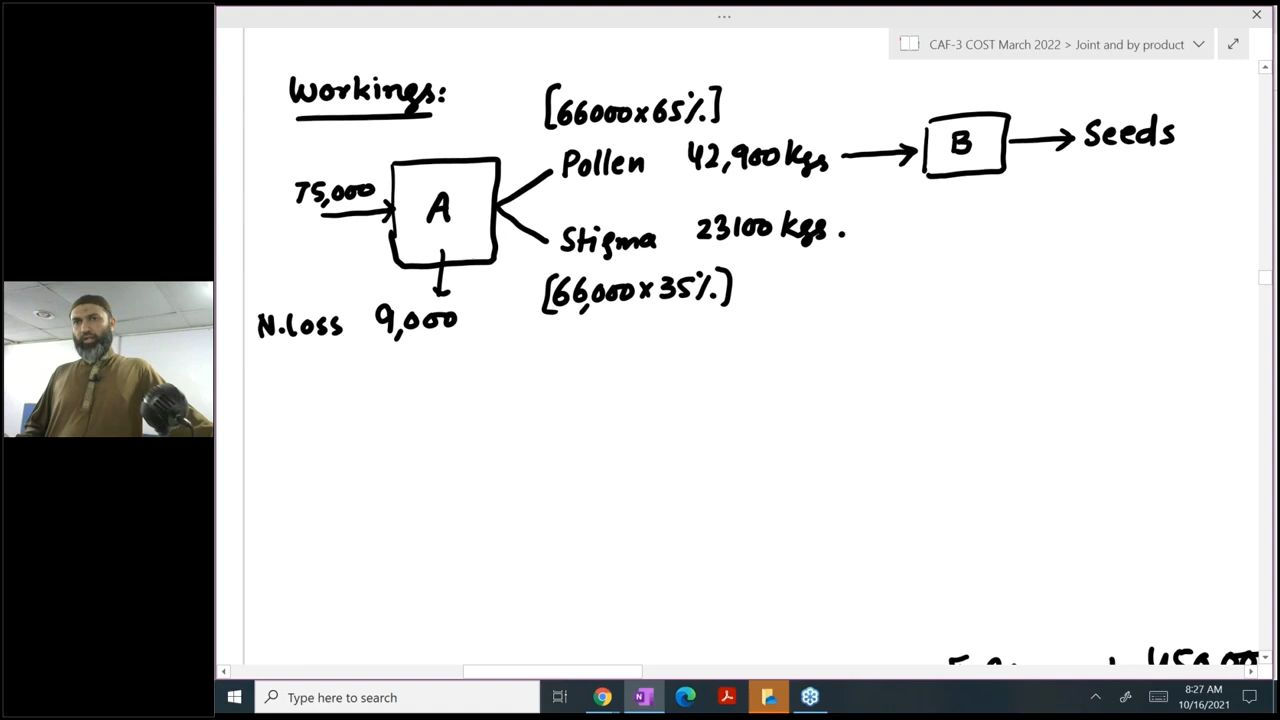 CAF-3 COST March 2022 > Joint and by product
Workings:
[66000x65%]
75,000
A
Pollen 42,900 kgs
B
Seeds
Stigma 23100 kgs.
[66,000x35%]
N.loss 9,000
Type here to search
8:27 AM
10/16/2021